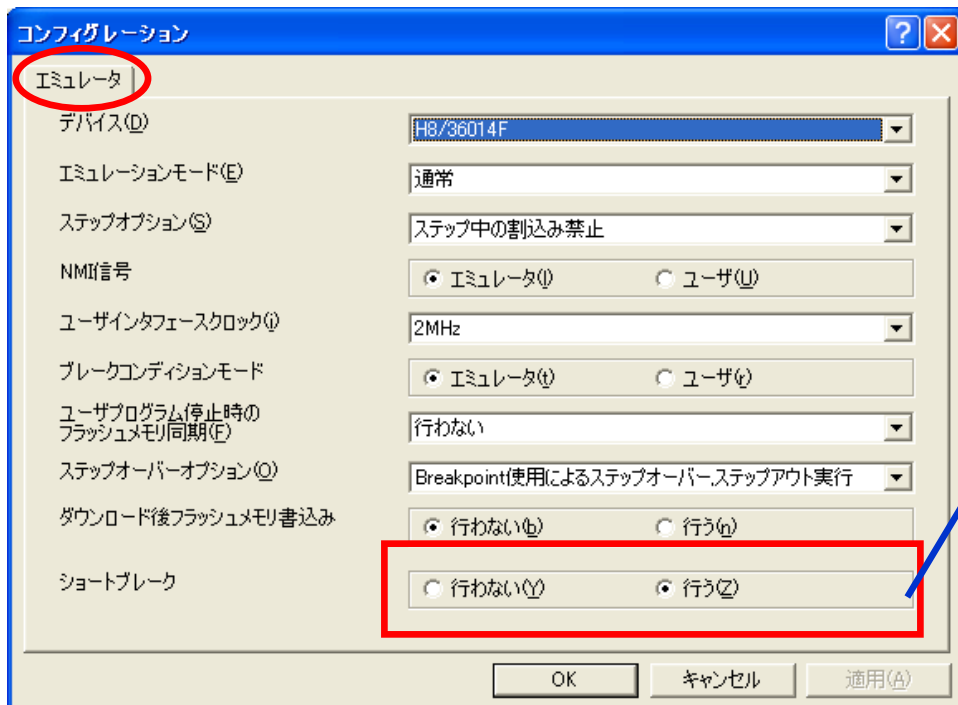 コンフィグレーション
エミュレータ
デバイス(D) H8/36014F
エミュレーションモード(E) 通常
ステップオプション(S) ステップ中の割込み禁止
NMI信号 エミュレータ(I) ユーザ(U)
ユーザインタフェースクロック(i) 2MHz
ブレークコンディションモード エミュレータ(t) ユーザ(r)
ユーザプログラム停止時の
フラッシュメモリ同期(F) 行わない
ステップオーバーオプション(O) Breakpoint使用によるステップオーバー,ステップアウト実行
ダウンロード後フラッシュメモリ書込み 行わない(b) 行う(n)
ショートブレーク 行わない(Y) 行う(Z)
OK キャンセル 適用(A)